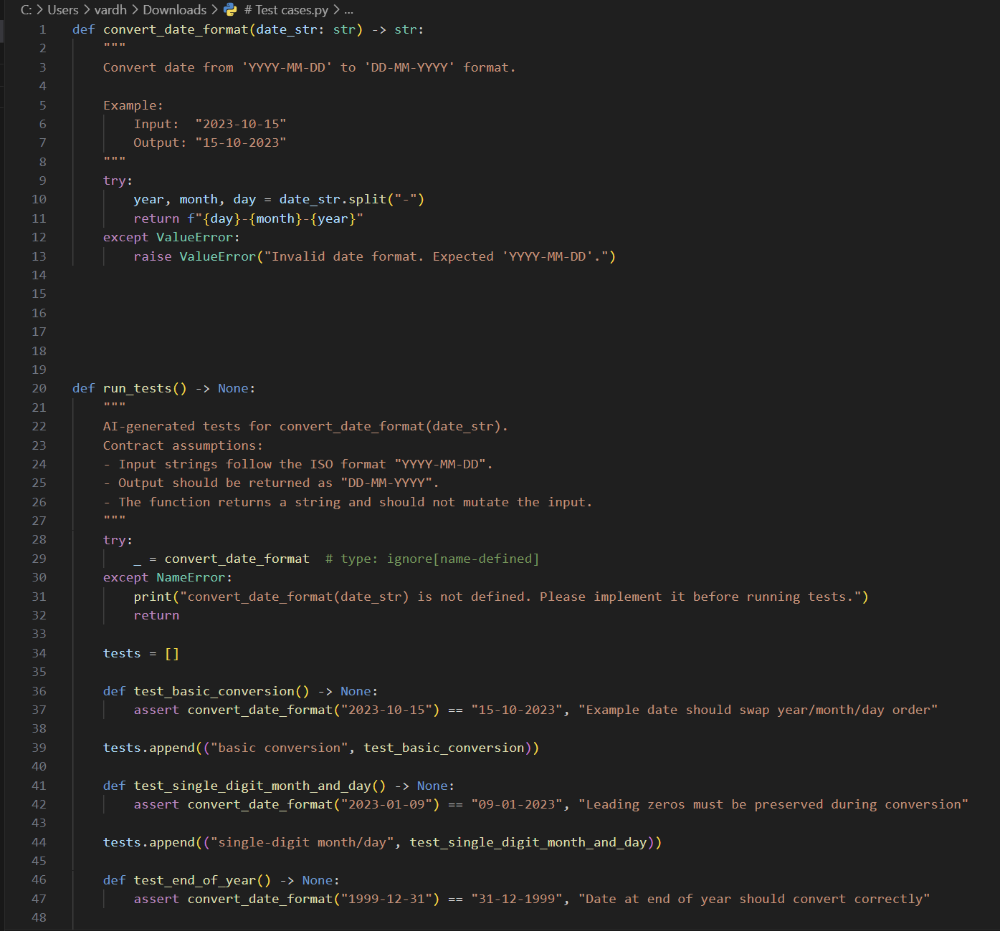 C: > Users > vardh > Downloads > # Test cases.py > ...
1 def convert_date_format(date_str: str) -> str:
2     """
3     Convert date from 'YYYY-MM-DD' to 'DD-MM-YYYY' format.
4
5     Example:
6         Input:  "2023-10-15"
7         Output: "15-10-2023"
8     """
9     try:
10         year, month, day = date_str.split("-")
11         return f"{day}-{month}-{year}"
12     except ValueError:
13         raise ValueError("Invalid date format. Expected 'YYYY-MM-DD'.")
14
15
16
17
18
19
20 def run_tests() -> None:
21     """
22     AI-generated tests for convert_date_format(date_str).
23     Contract assumptions:
24     - Input strings follow the ISO format "YYYY-MM-DD".
25     - Output should be returned as "DD-MM-YYYY".
26     - The function returns a string and should not mutate the input.
27     """
28     try:
29         _ = convert_date_format  # type: ignore[name-defined]
30     except NameError:
31         print("convert_date_format(date_str) is not defined. Please implement it before running tests.")
32         return
33
34     tests = []
35
36     def test_basic_conversion() -> None:
37         assert convert_date_format("2023-10-15") == "15-10-2023", "Example date should swap year/month/day order"
38
39     tests.append(("basic conversion", test_basic_conversion))
40
41     def test_single_digit_month_and_day() -> None:
42         assert convert_date_format("2023-01-09") == "09-01-2023", "Leading zeros must be preserved during conversion"
43
44     tests.append(("single-digit month/day", test_single_digit_month_and_day))
45
46     def test_end_of_year() -> None:
47         assert convert_date_format("1999-12-31") == "31-12-1999", "Date at end of year should convert correctly"
48